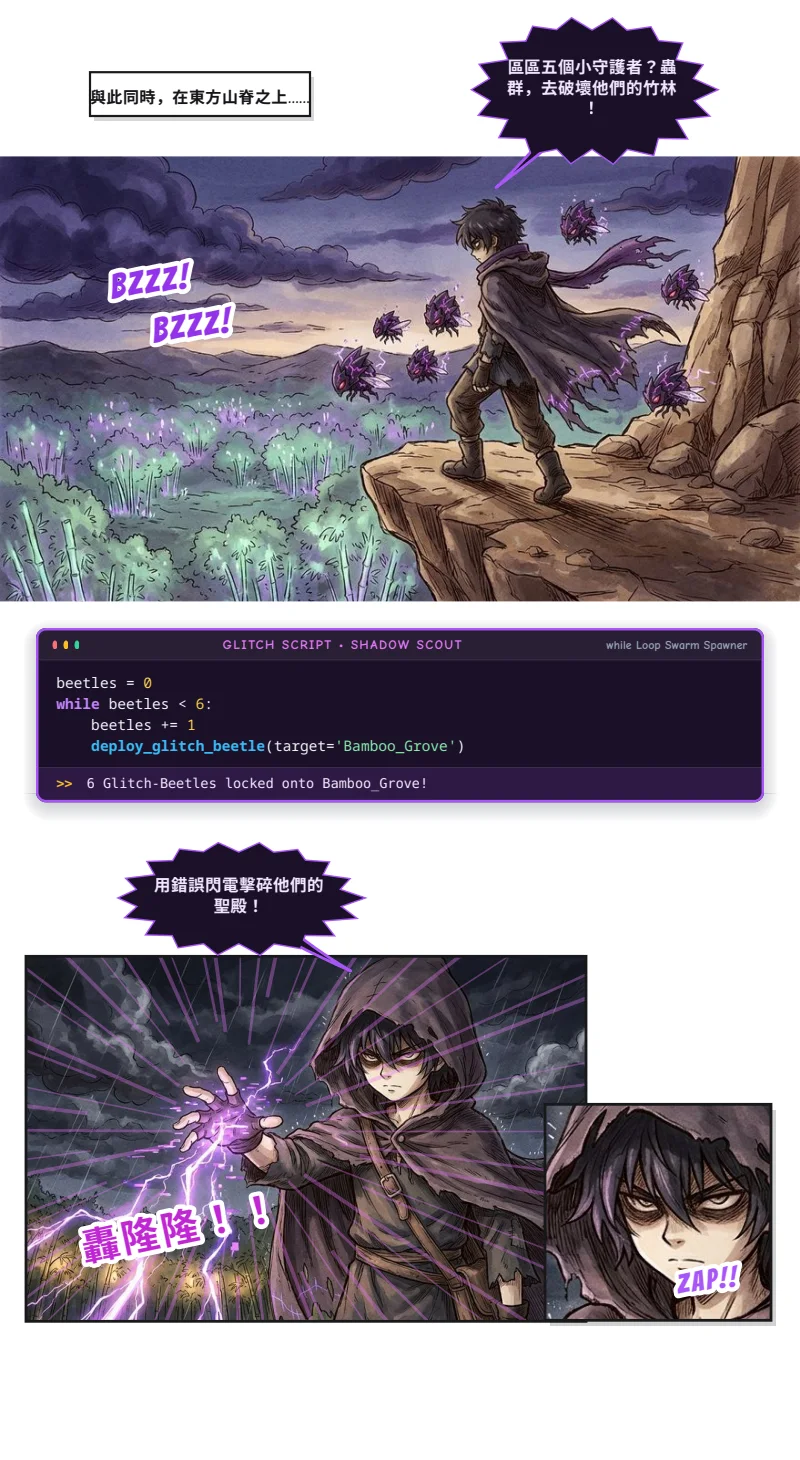 與此同時，在東方山脊之上……
區區五個小守護者？蟲
群，去破壞他們的竹林
！
BZZZ!
BZZZ!
GLITCH SCRIPT • SHADOW SCOUT
while Loop Swarm Spawner
beetles = 0
while beetles < 6:
    beetles += 1
    deploy_glitch_beetle(target='Bamboo_Grove')
>> 6 Glitch-Beetles locked onto Bamboo_Grove!
用錯誤閃電擊碎他們的
聖殿！
轟隆隆！！
ZAP!!